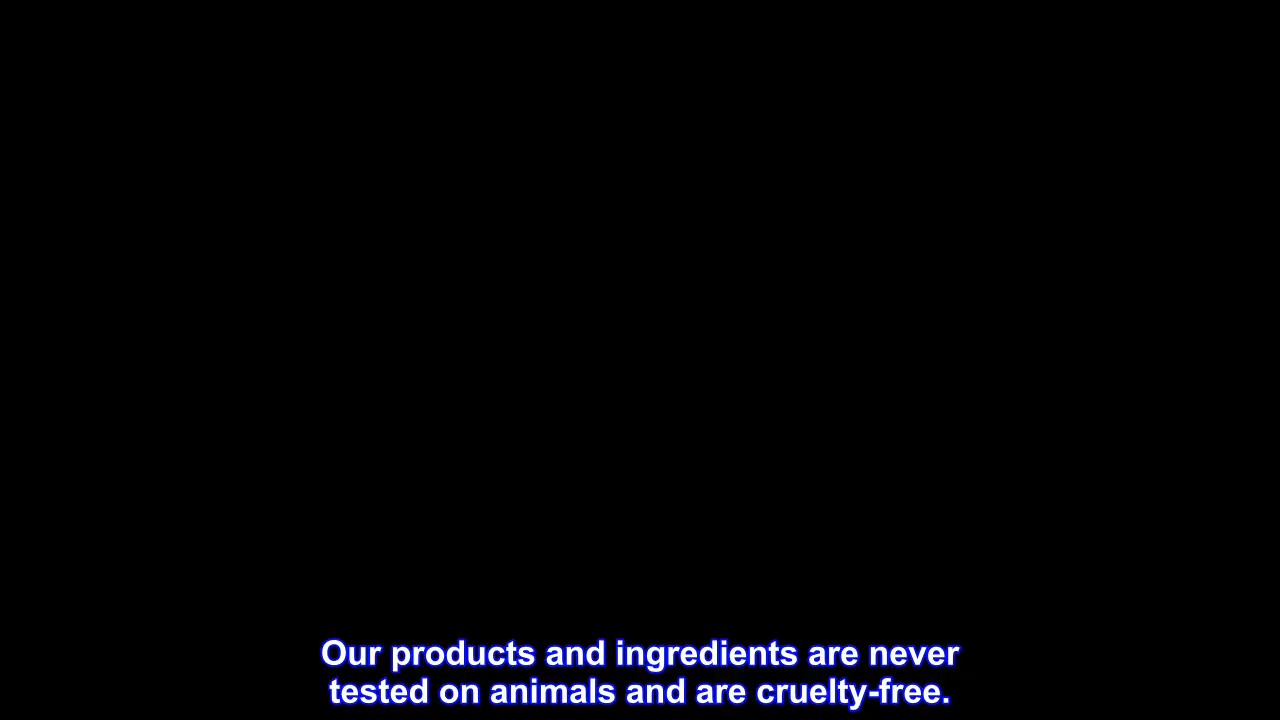 Our products and ingredients are never
tested on animals and are cruelty-free.